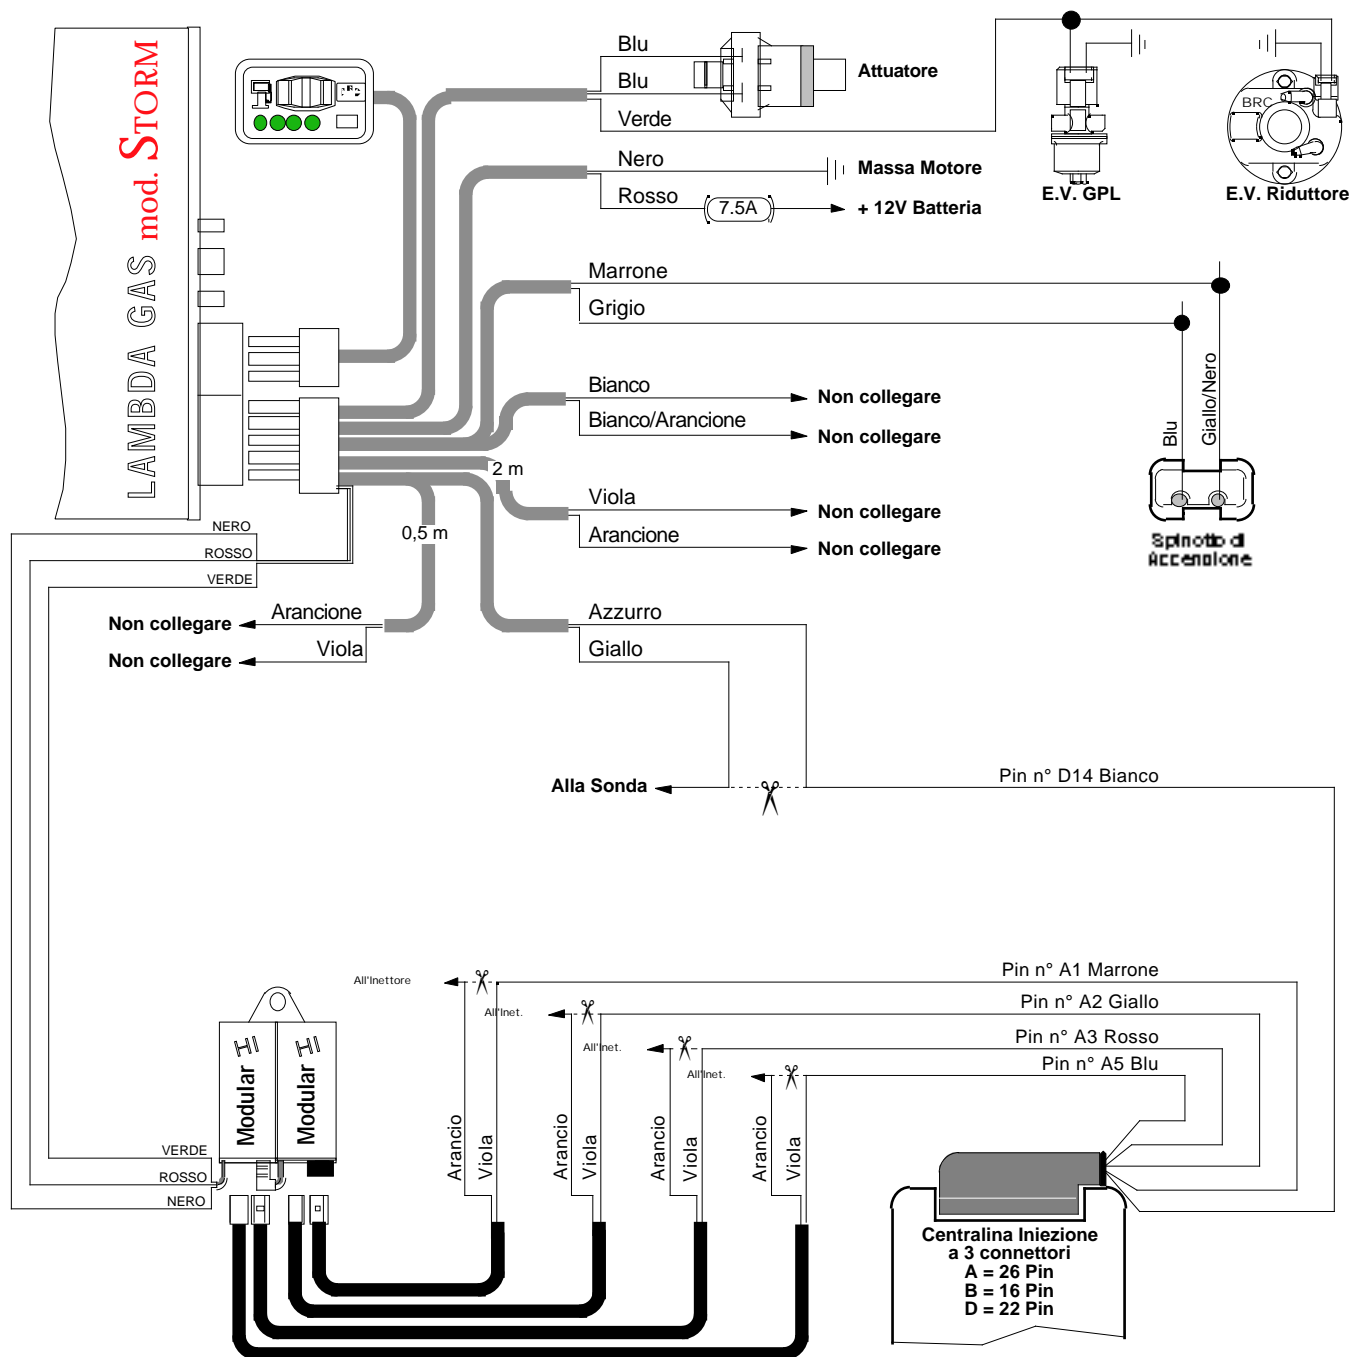 LAMBDA GAS mod. STORM
Blu
Blu
Verde
Attuatore
Nero
Massa Motore
Rosso
7.5A
+ 12V Batteria
E.V. GPL
BRC
E.V. Riduttore
Marrone
Grigio
Blu
Giallo/Nero
Spinotto di
Accensione
Bianco
Non collegare
Bianco/Arancione
Non collegare
2 m
Viola
Non collegare
Arancione
Non collegare
0,5 m
NERO
ROSSO
VERDE
Arancione
Non collegare
Viola
Non collegare
Azzurro
Giallo
Alla Sonda
Pin n° D14 Bianco
All'Inettore
Pin n° A1 Marrone
All'Inet.
Pin n° A2 Giallo
All'Inet.
Pin n° A3 Rosso
All'Inet.
Pin n° A5 Blu
Modular HI
Modular HI
Arancio
Viola
Arancio
Viola
Arancio
Viola
Arancio
Viola
VERDE
ROSSO
NERO
Centralina Iniezione
a 3 connettori
A = 26 Pin
B = 16 Pin
D = 22 Pin